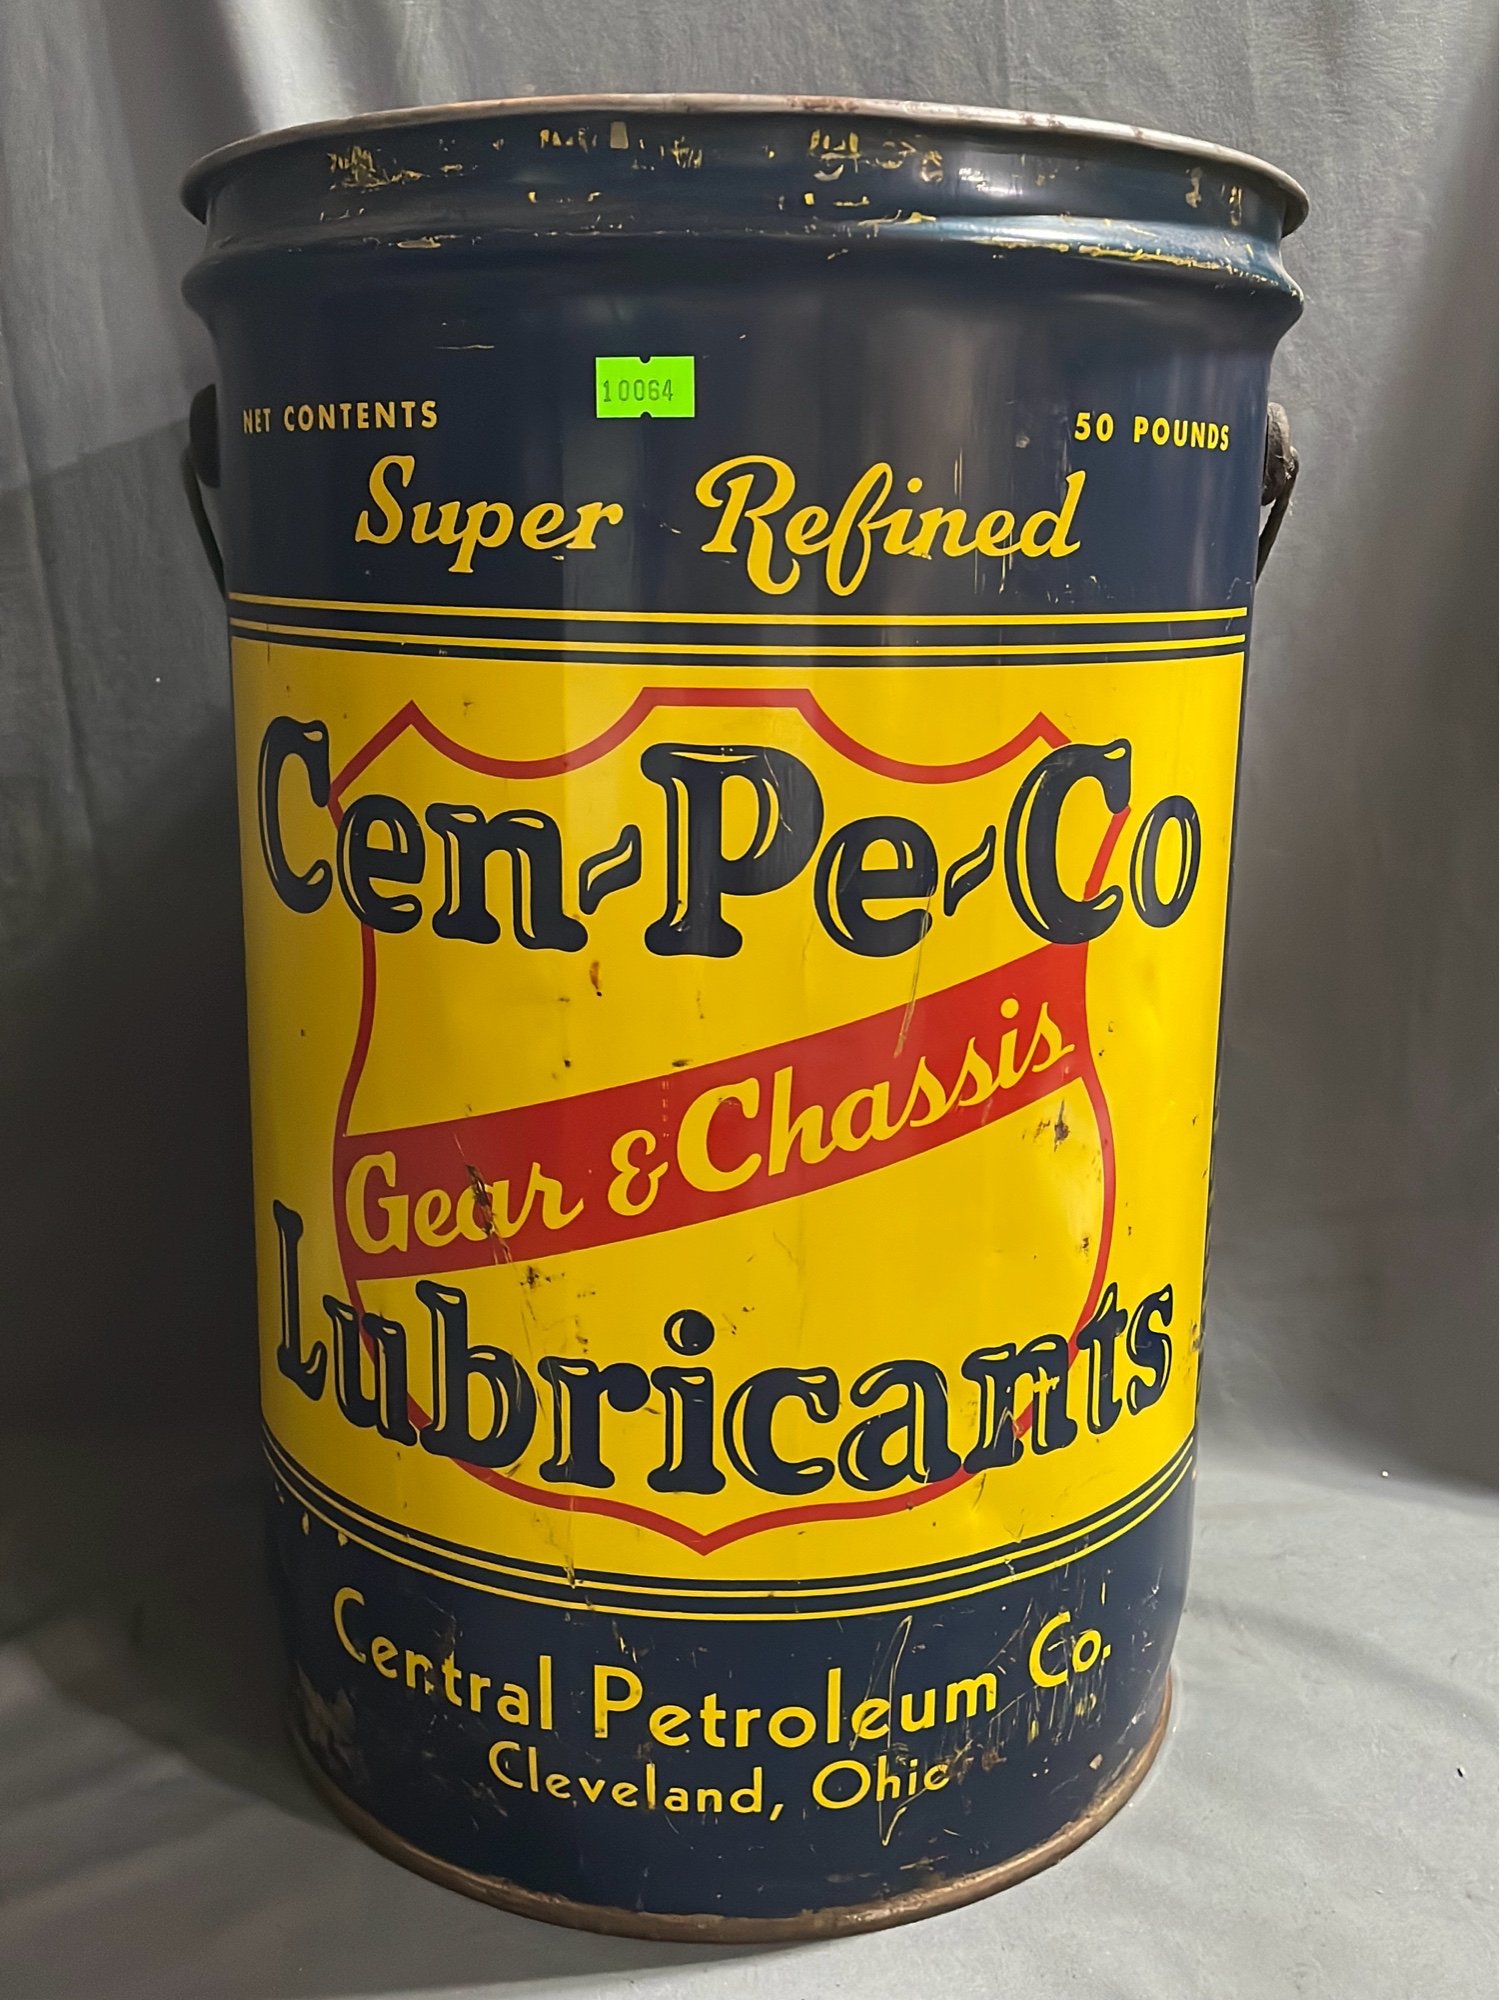 10064
NET CONTENTS 50 POUNDS
Super Refined
Cen-Pe-Co
Gear & Chassis
Lubricants
Central Petroleum Co.
Cleveland, Ohio